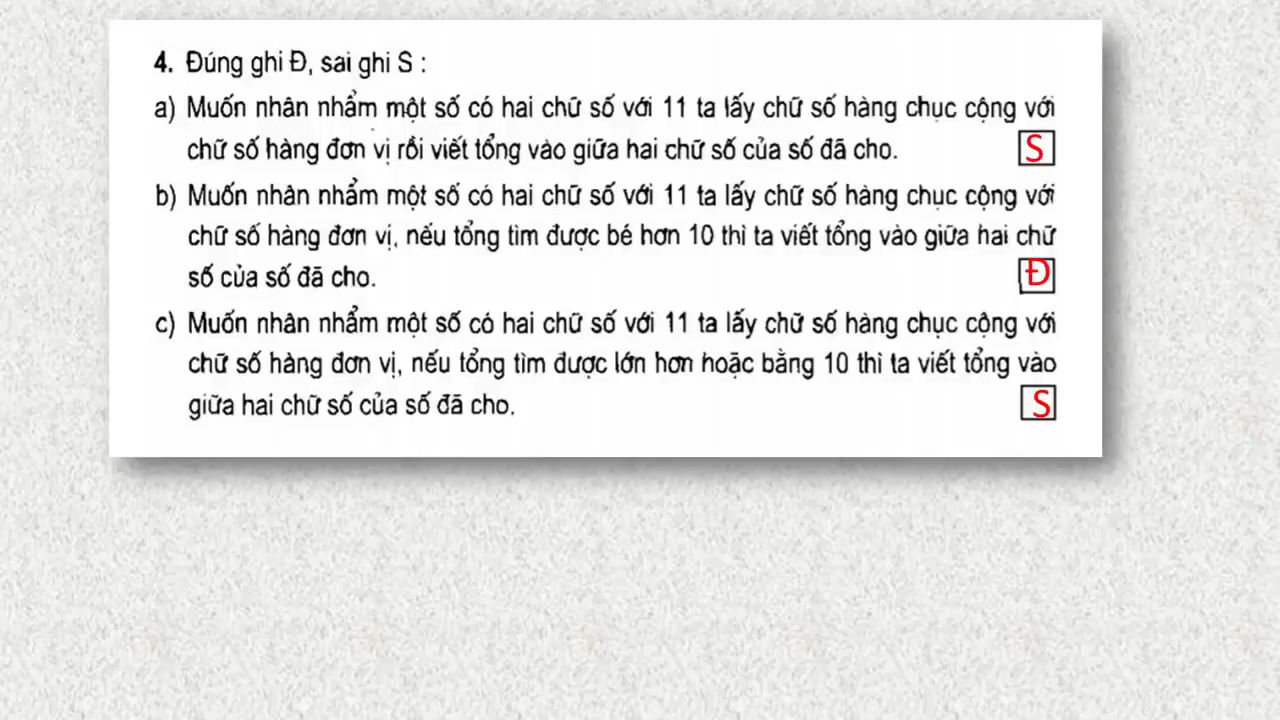 4. Đúng ghi Đ, sai ghi S :
a) Muốn nhân nhẩm một số có hai chữ số với 11 ta lấy chữ số hàng chục cộng với
chữ số hàng đơn vị rồi viết tổng vào giữa hai chữ số của số đã cho. S
b) Muốn nhân nhẩm một số có hai chữ số với 11 ta lấy chữ số hàng chục cộng với
chữ số hàng đơn vị, nếu tổng tìm được bé hơn 10 thì ta viết tổng vào giữa hai chữ
số của số đã cho. Đ
c) Muốn nhân nhẩm một số có hai chữ số với 11 ta lấy chữ số hàng chục cộng với
chữ số hàng đơn vị, nếu tổng tìm được lớn hơn hoặc bằng 10 thì ta viết tổng vào
giữa hai chữ số của số đã cho. S